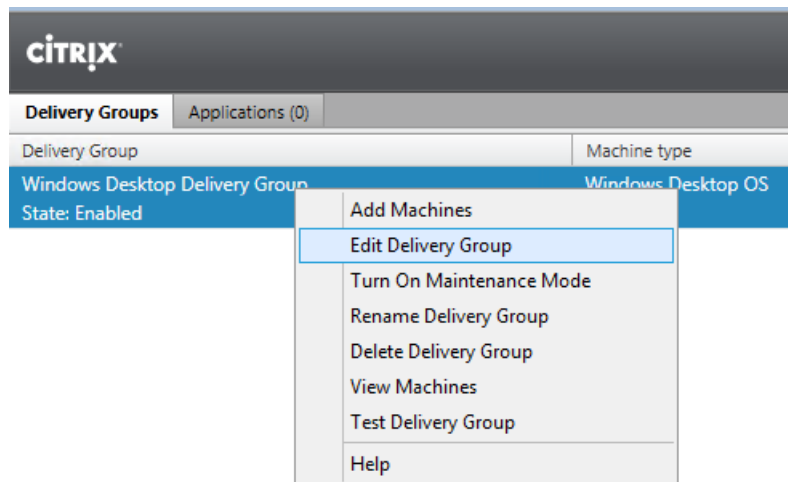 CİTRIX
Delivery Groups Applications (0)
Delivery Group Machine type
Windows Desktop Delivery Group Windows Desktop OS
State: Enabled
Add Machines
Edit Delivery Group
Turn On Maintenance Mode
Rename Delivery Group
Delete Delivery Group
View Machines
Test Delivery Group
Help